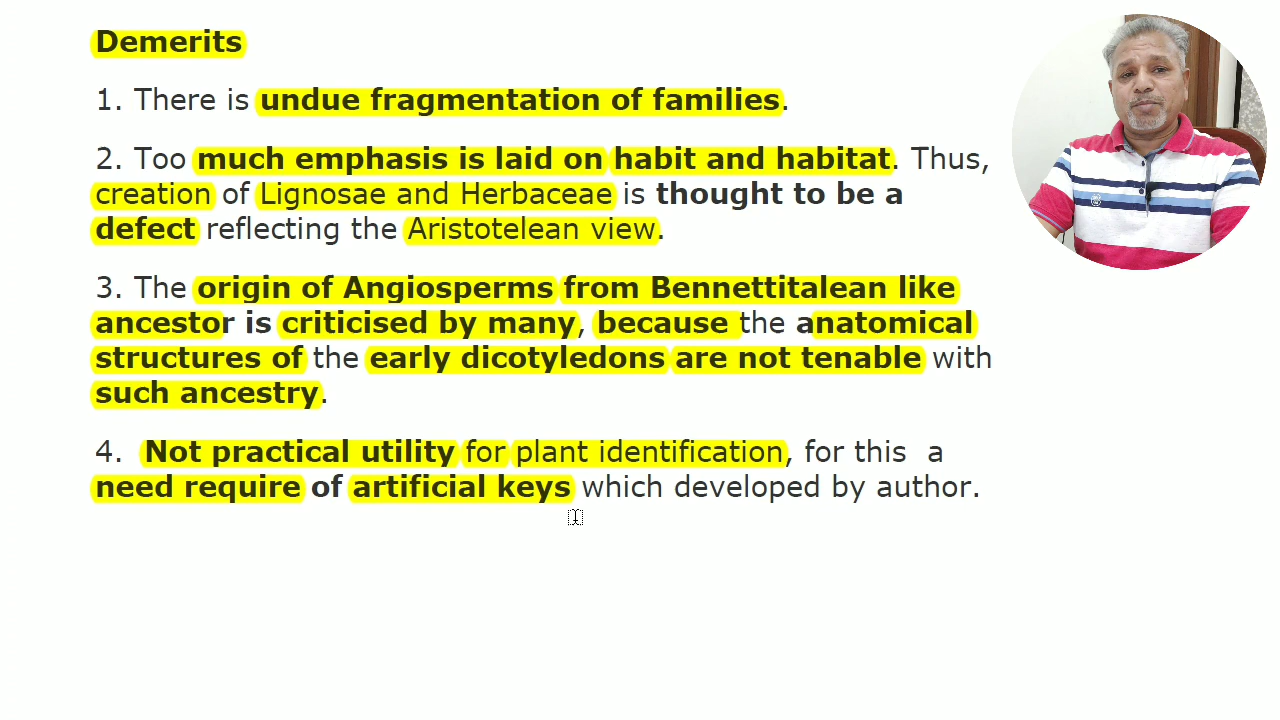 Demerits
1. There is undue fragmentation of families.
2. Too much emphasis is laid on habit and habitat. Thus,
creation of Lignosae and Herbaceae is thought to be a
defect reflecting the Aristotelean view.
3. The origin of Angiosperms from Bennettitalean like
ancestor is criticised by many, because the anatomical
structures of the early dicotyledons are not tenable with
such ancestry.
4. Not practical utility for plant identification, for this a
need require of artificial keys which developed by author.